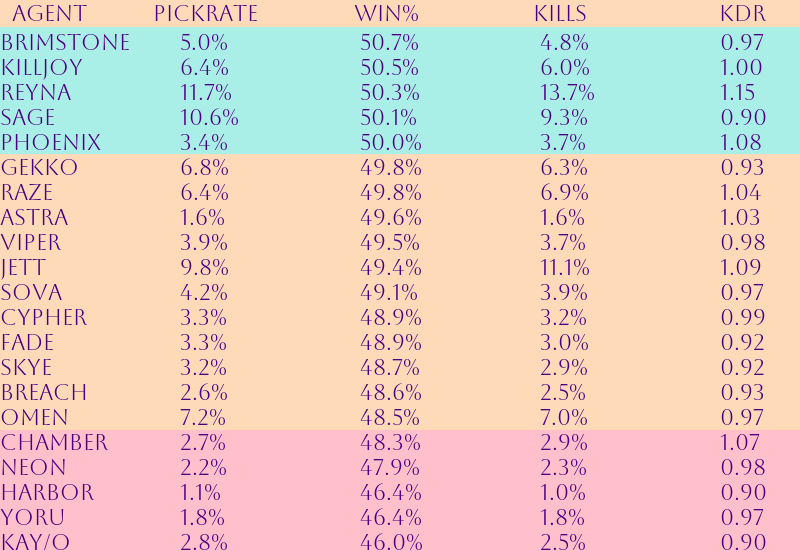 AGENT PICKRATE WIN% KILLS KDR
BRIMSTONE 5.0% 50.7% 4.8% 0.97
KILLJOY 6.4% 50.5% 6.0% 1.00
REYNA 11.7% 50.3% 13.7% 1.15
SAGE 10.6% 50.1% 9.3% 0.90
PHOENIX 3.4% 50.0% 3.7% 1.08
GEKKO 6.8% 49.8% 6.3% 0.93
RAZE 6.4% 49.8% 6.9% 1.04
ASTRA 1.6% 49.6% 1.6% 1.03
VIPER 3.9% 49.5% 3.7% 0.98
JETT 9.8% 49.4% 11.1% 1.09
SOVA 4.2% 49.1% 3.9% 0.97
CYPHER 3.3% 48.9% 3.2% 0.99
FADE 3.3% 48.9% 3.0% 0.92
SKYE 3.2% 48.7% 2.9% 0.92
BREACH 2.6% 48.6% 2.5% 0.93
OMEN 7.2% 48.5% 7.0% 0.97
CHAMBER 2.7% 48.3% 2.9% 1.07
NEON 2.2% 47.9% 2.3% 0.98
HARBOR 1.1% 46.4% 1.0% 0.90
YORU 1.8% 46.4% 1.8% 0.97
KAY/O 2.8% 46.0% 2.5% 0.90